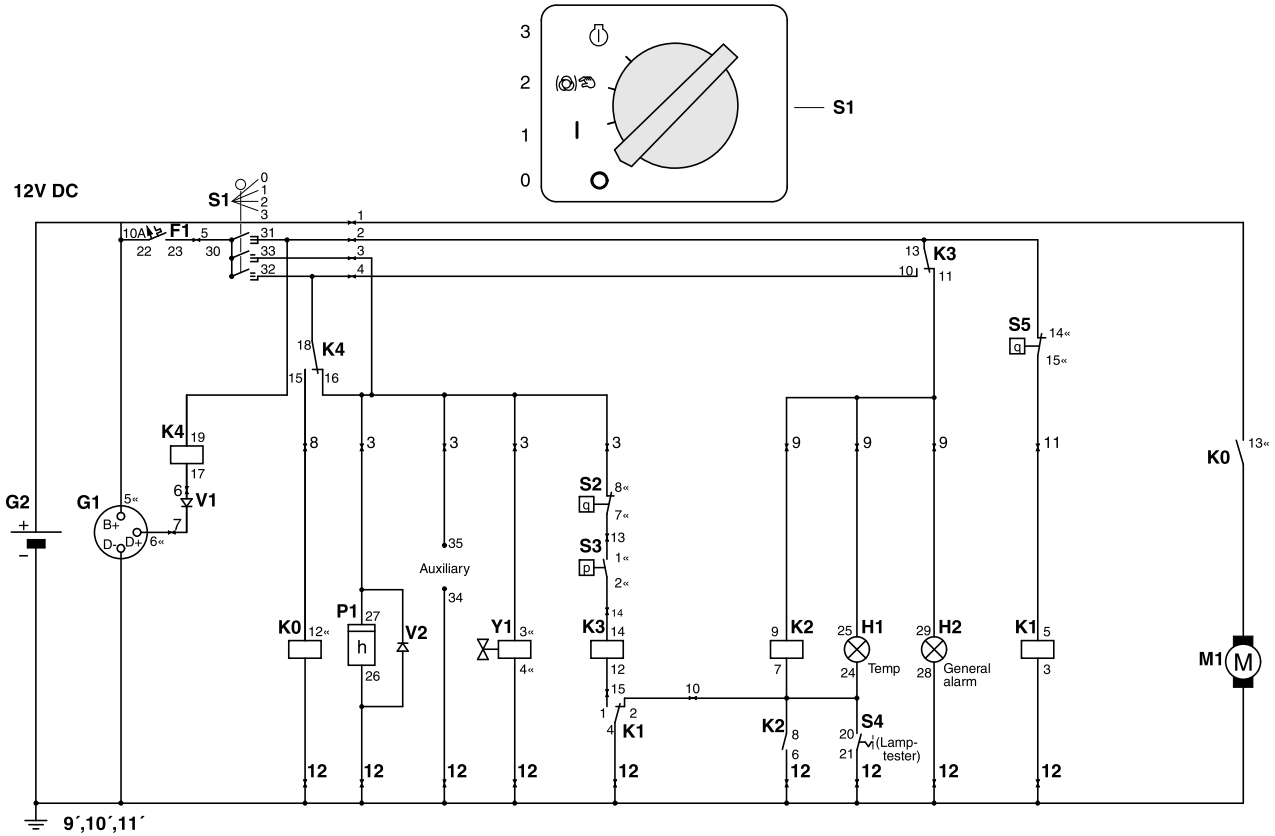 3
2
S1
1
0
12V DC
S1
0
1
2
3
1
10A
F1
5
31
2
22
23
30
33
3
32
4
13
K3
10
11
S5
14«
q
15«
18
K4
15
16
K4
19
17
8
3
3
3
3
9
9
9
11
K0
13«
6
V1
G2
G1
5«
+
B+
7
D-
D+
6«
−
S2
8«
q
7«
13
S3
1«
p
2«
35
Auxiliary
34
14
K0
12«
P1
27
h
26
V2
Y1
3«
4«
K3
14
12
K2
9
7
25
H1
24
Temp
29
H2
28
General
alarm
K1
5
3
M1
M
15
10
1
2
4
K1
K2
8
6
S4
20
21
(Lamp-
tester)
12
12
12
12
12
12
12
12
12
9´,10´,11´